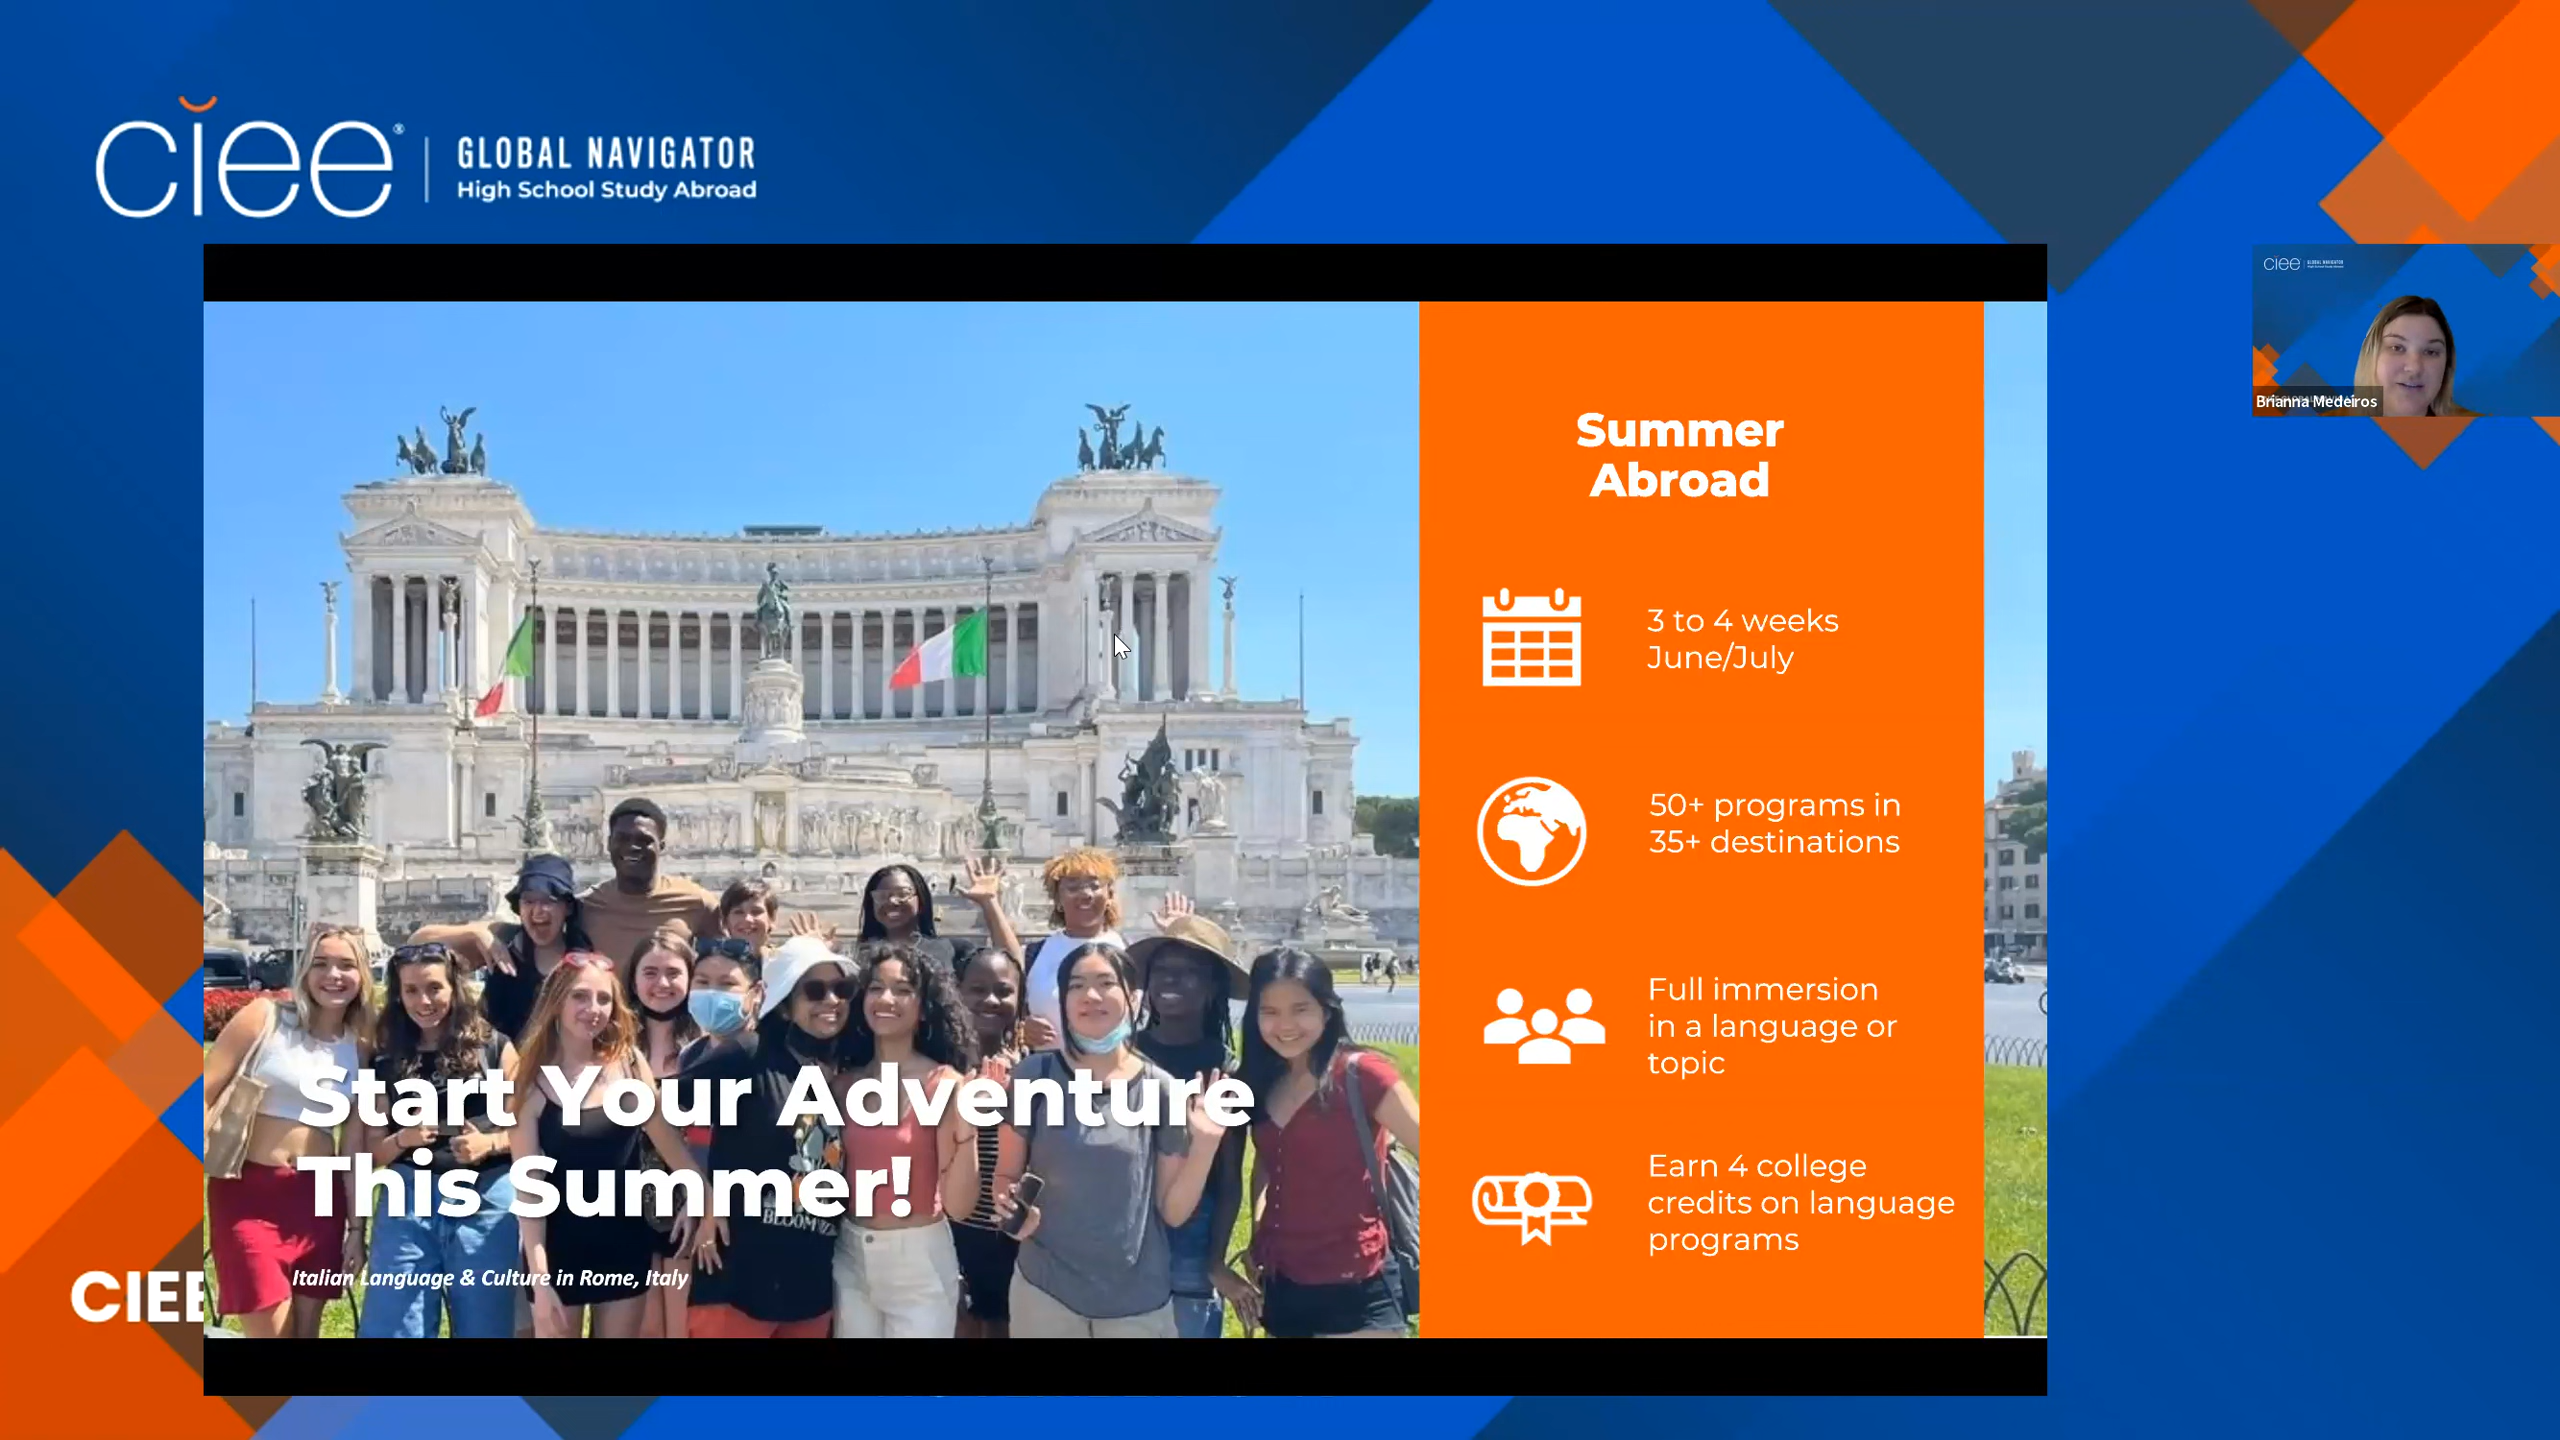 ciee®
GLOBAL NAVIGATOR
High School Study Abroad
ciee
Brianna Medeiros
Summer
Abroad
3 to 4 weeks
June/July
50+ programs in
35+ destinations
Full immersion
in a language or
topic
Earn 4 college
credits on language
programs
Start Your Adventure
This Summer!
BLOOM
Italian Language & Culture in Rome, Italy
CIEE